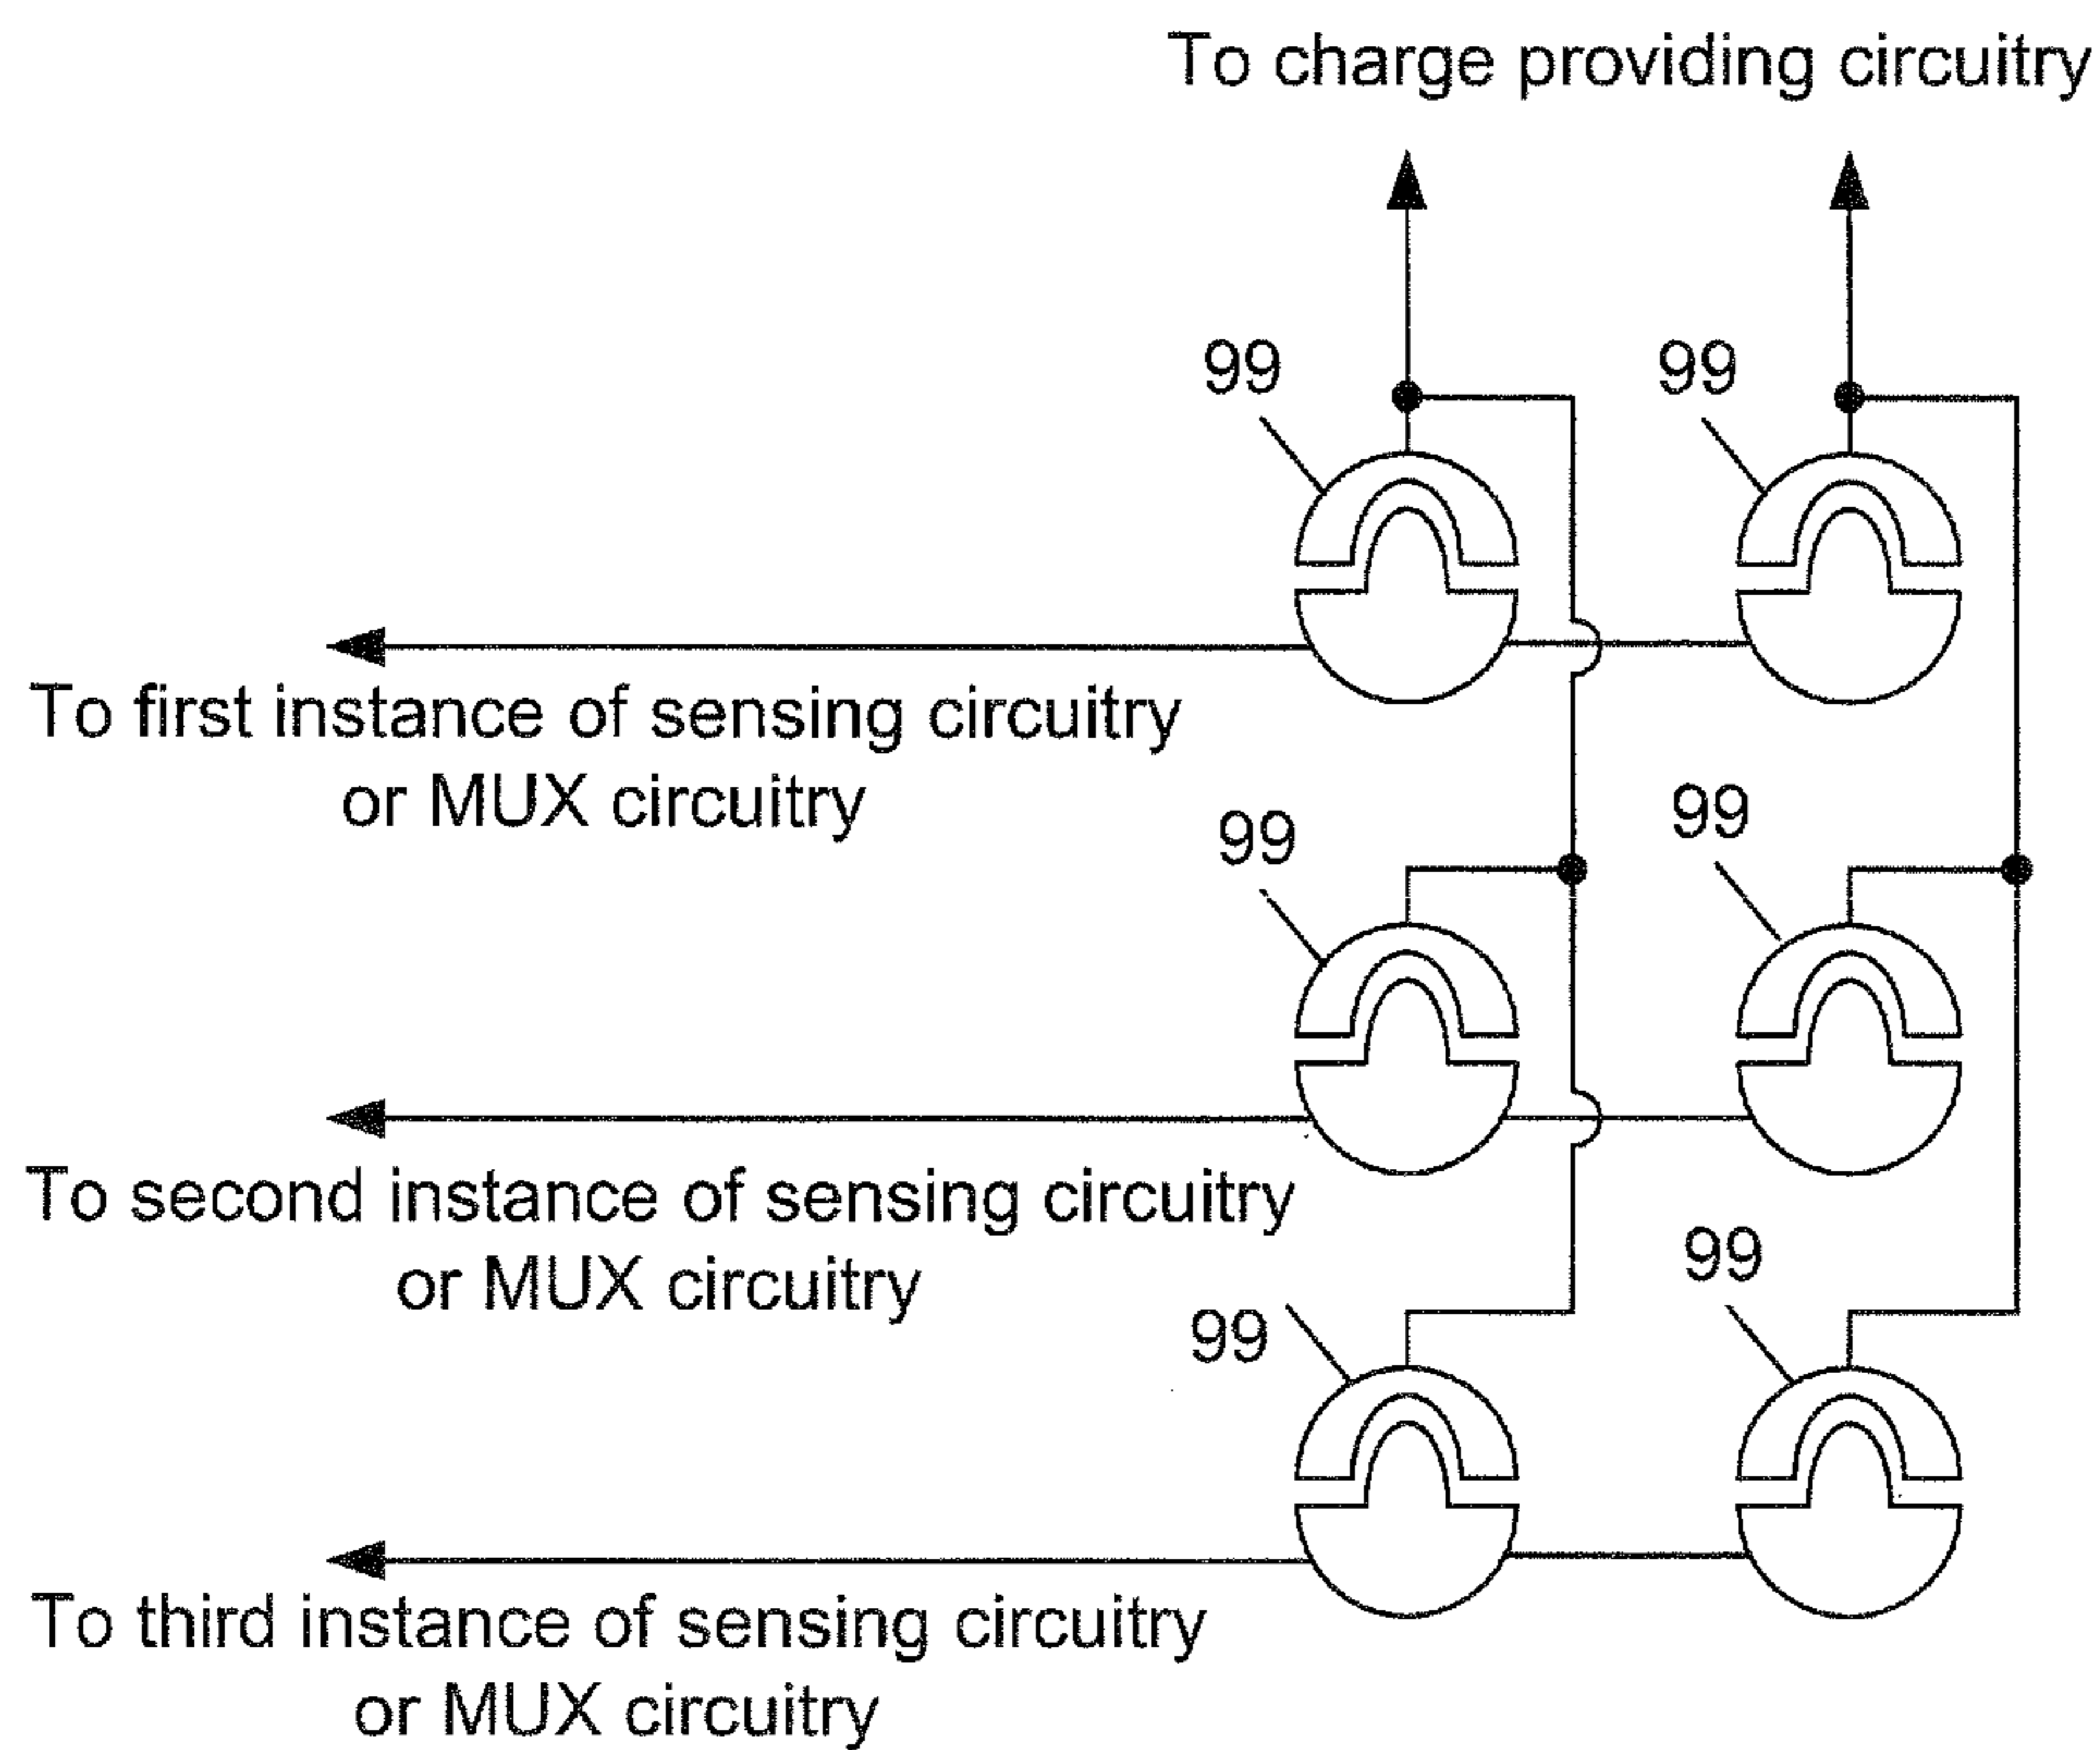 To charge providing circuitry
99
99
To first instance of sensing circuitry
or MUX circuitry
99
99
To second instance of sensing circuitry
or MUX circuitry
99
99
To third instance of sensing circuitry
or MUX circuitry